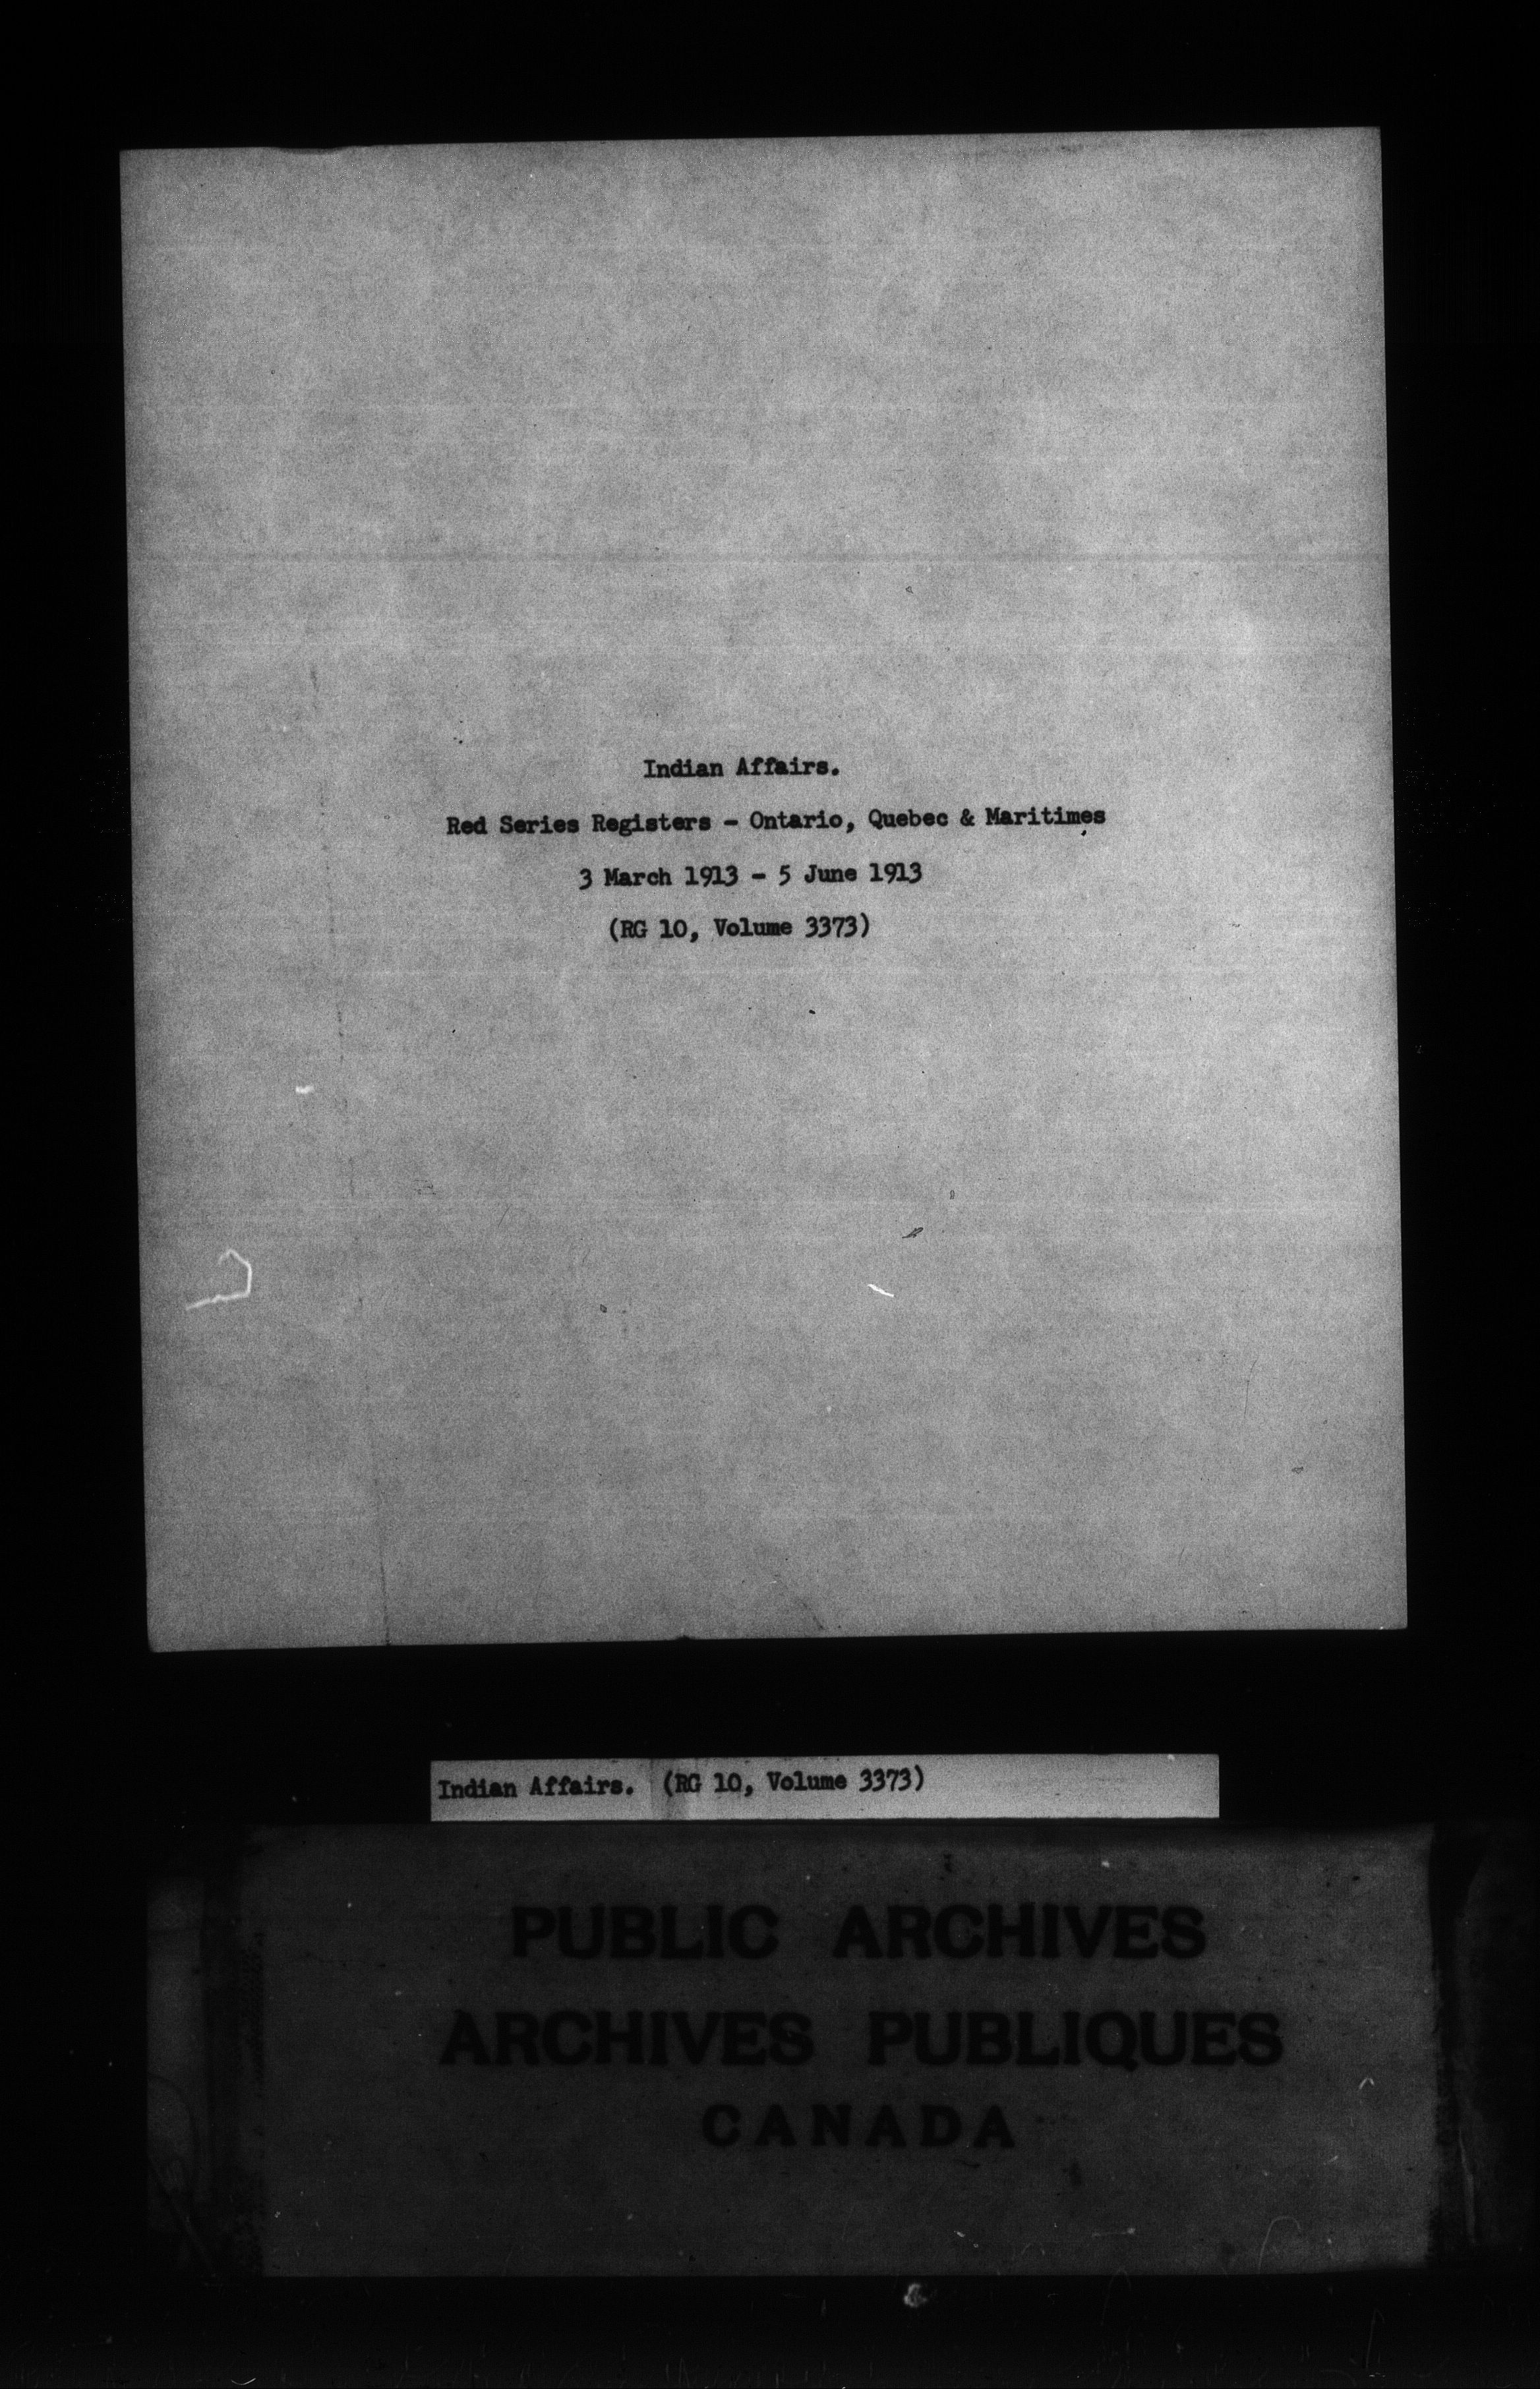 Indian Affairs.
Red Series Registers - Ontario, Quebec & Maritimes
3 March 1913 - 5 June 1913
(RG 10, Volume 3373)
Indian Affairs. (RG 10, Volume 3373)
PUBLIC ARCHIVES
ARCHIVES PUBLIQUES
CANADA